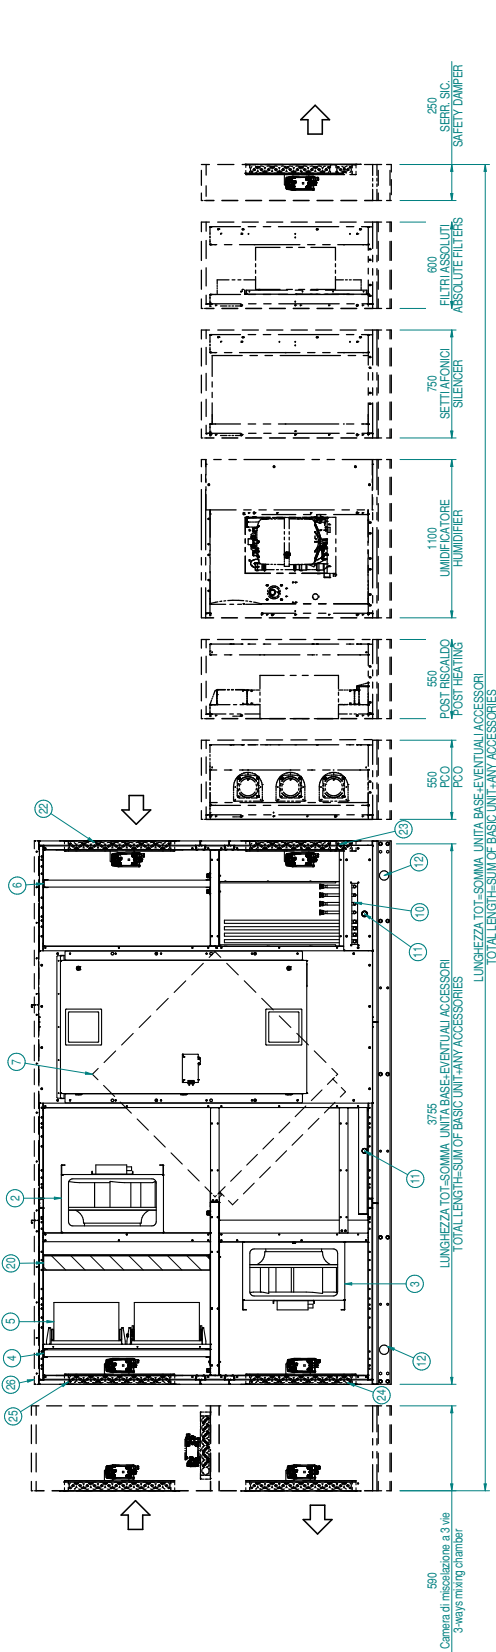 250
SERR. SIC.
SAFETY DAMPER
600
FILTRI ASSOLUTI
ABSOLUTE FILTERS
750
SETTI AFONICI
SILENCER
1100
UMIDIFICATORE
HUMIDIFIER
550
POST RISCALDO
POST HEATING
550
PCO
PCO
LUNGHEZZA TOT=SOMMA UNITA BASE+EVENTUALI ACCESSORI
TOTAL LENGTH=SUM OF BASIC UNIT+ANY ACCESSORIES
22
23
6
12
10
11
7
3755
LUNGHEZZA TOT=SOMMA UNITA BASE+EVENTUALI ACCESSORI
TOTAL LENGTH=SUM OF BASIC UNIT+ANY ACCESSORIES
11
2
20
3
5
4
12
26
25
24
590
Camera di miscelazione a 3 vie
3-ways mixing chamber